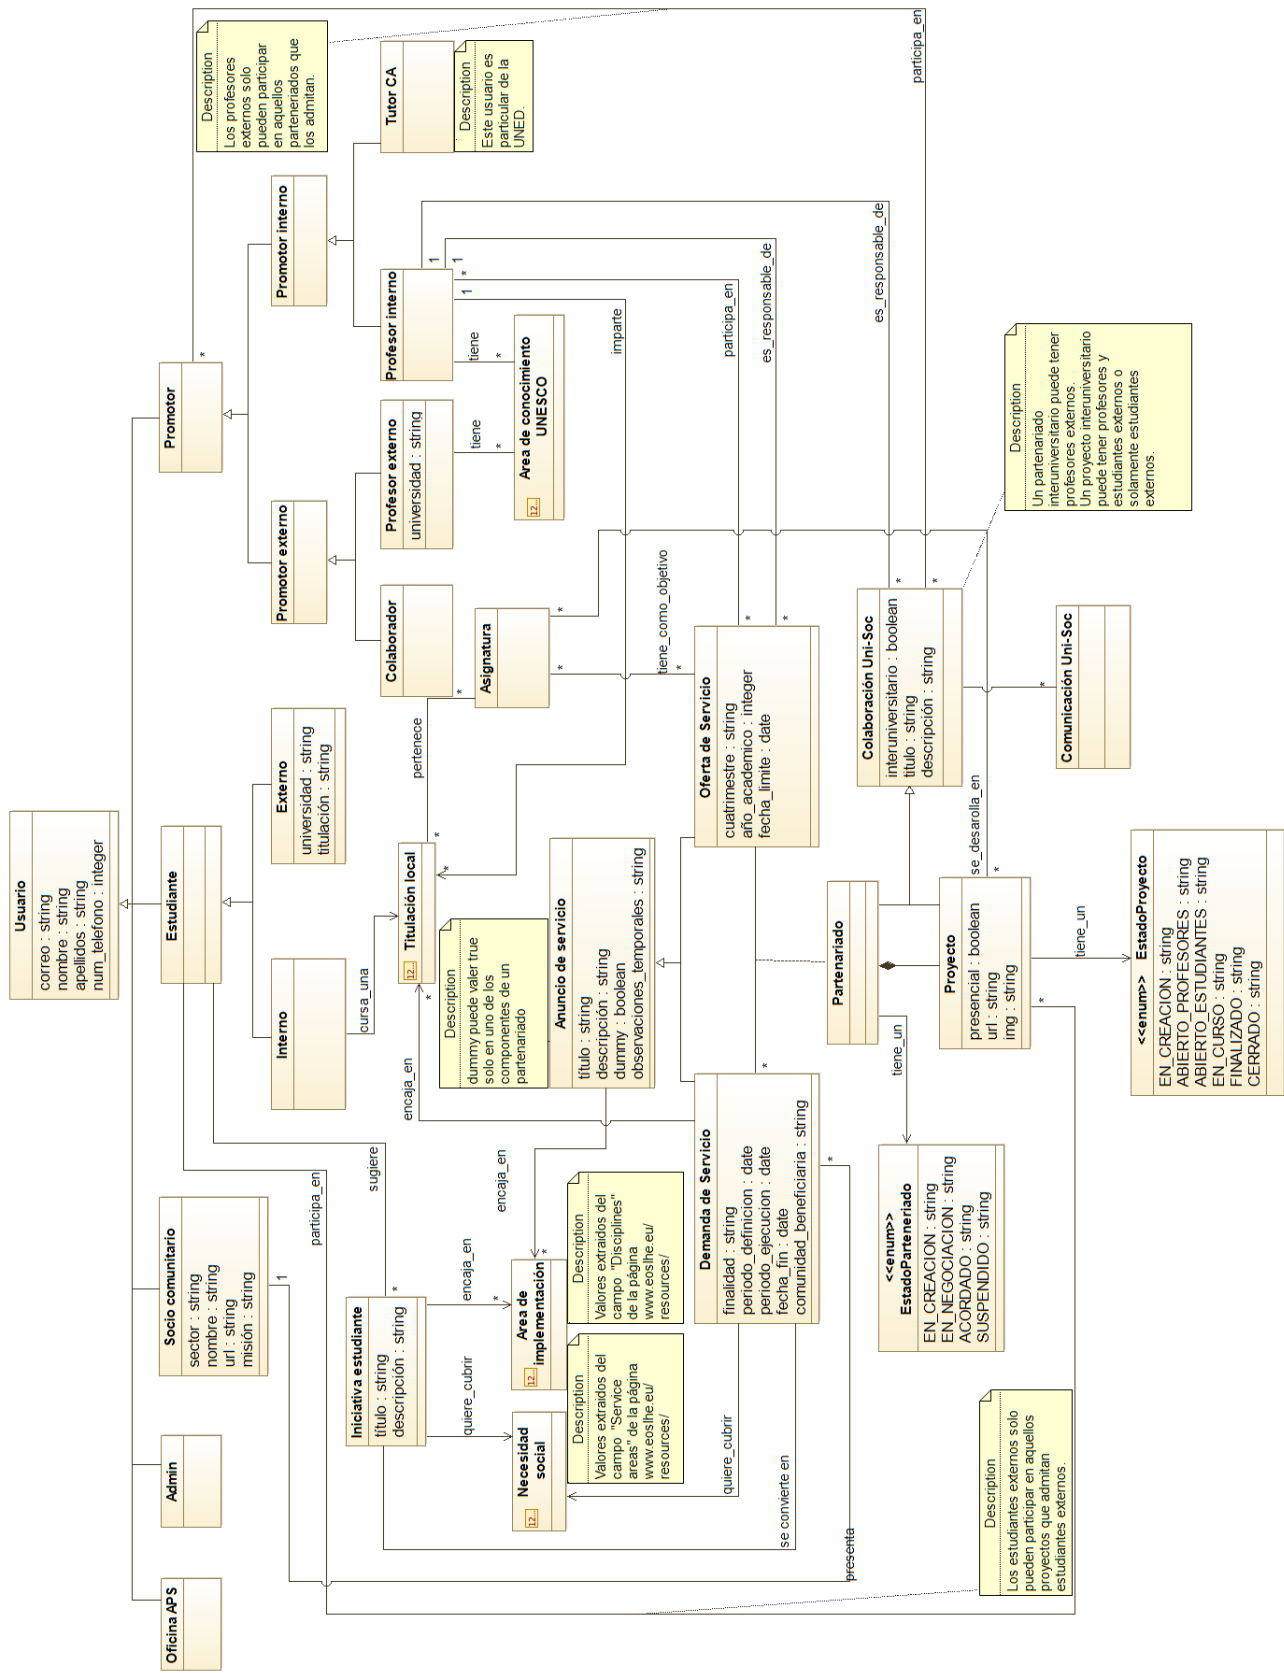 Usuario
correo : string
nombre : string
apellidos : string
num_telefono : integer
Oficina APS
Admin
Socio comunitario
sector : string
nombre : string
url : string
misión : string
Estudiante
Promotor
*
Description
Los profesores
externos solo
pueden participar
en aquellos
parteneriados que
los admitan.
Interno
Externo
universidad : string
titulación : string
Promotor externo
Promotor interno
participa_en
sugiere
cursa_una
1
Iniciativa estudiante
título : string
descripción : string
*
12...
Titulación local
*
*
*
pertenece
Colaborador
Profesor externo
universidad : string
Profesor interno
1
1
*
1
Tutor CA
Description
Este usuario es
particular de la
UNED.
tiene
*
tiene
*
Asignatura
*
*
*
12...
Area de conocimiento
UNESCO
quiere_cubrir
encaja_en
*
encaja_en
encaja_en
*
Description
dummy puede valer true
solo en uno de los
componentes de un
partenariado
12...
Necesidad
social
12...
Area de
implementación
Description
Valores extraidos del
campo "Service
areas" de la página
www.eoslhe.eu/
resources/
Description
Valores extraidos del
campo "Disciplines"
de la página
www.eoslhe.eu/
resources/
Anuncio de servicio
título : string
descripción : string
dummy : boolean
observaciones_temporales : string
imparte
tiene_como_objetivo
*
quiere_cubrir
se convierte en
presenta
*
Demanda de Servicio
finalidad : string
periodo_definicion : date
periodo_ejecucion : date
fecha_fin : date
comunidad_beneficiaria : string
*
Oferta de Servicio
cuatrimestre : string
año_academico : integer
fecha_limite : date
*
*
participa_en
es_responsable_de
es_responsable_de
participa_en
Partenariado
tiene_un
<<enum>>
EstadoParteneriado
EN_CREACION : string
EN_NEGOCIACION : string
ACORDADO : string
SUSPENDIDO : string
Colaboración Uni-Soc
interuniversitario : boolean
titulo : string
descripción : string
*
*
Proyecto
presencial : boolean
url : string
img : string
*
*
se_desarolla_en
tiene_un
*
Comunicación Uni-Soc
Description
Un partenariado
interuniversitario puede tener
profesores externos.
Un proyecto interuniversitario
puede tener profesores y
estudiantes externos o
solamente estudiantes
externos.
Description
Los estudiantes externos solo
pueden participar en aquellos
proyectos que admitan
estudiantes externos.
<<enum>> EstadoProyecto
EN_CREACION : string
ABIERTO_PROFESORES : string
ABIERTO_ESTUDIANTES : string
EN_CURSO : string
FINALIZADO : string
CERRADO : string